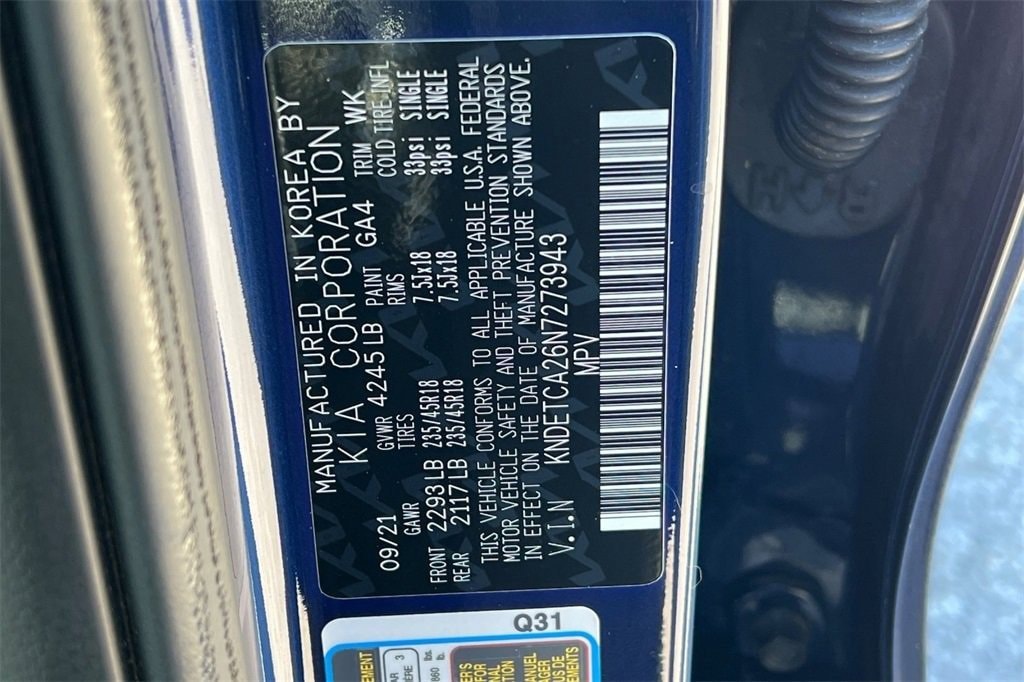 MANUFACTURED IN KOREA BY
KIA CORPORATION
09/21 GVWR 4245LB PAINT GA4 TRIM WK
GAWR TIRES RIMS COLD TIRE INFL
FRONT 2293LB 235/45R18 7.5Jx18 33psi SINGLE
REAR 2117LB 235/45R18 7.5Jx18 33psi SINGLE
THIS VEHICLE CONFORMS TO ALL APPLICABLE U.S.A. FEDERAL
MOTOR VEHICLE SAFETY AND THEFT PREVENTION STANDARDS
IN EFFECT ON THE DATE OF MANUFACTURE SHOWN ABOVE.
V.I.N KNDETCA26N7273943
MPV
Q31